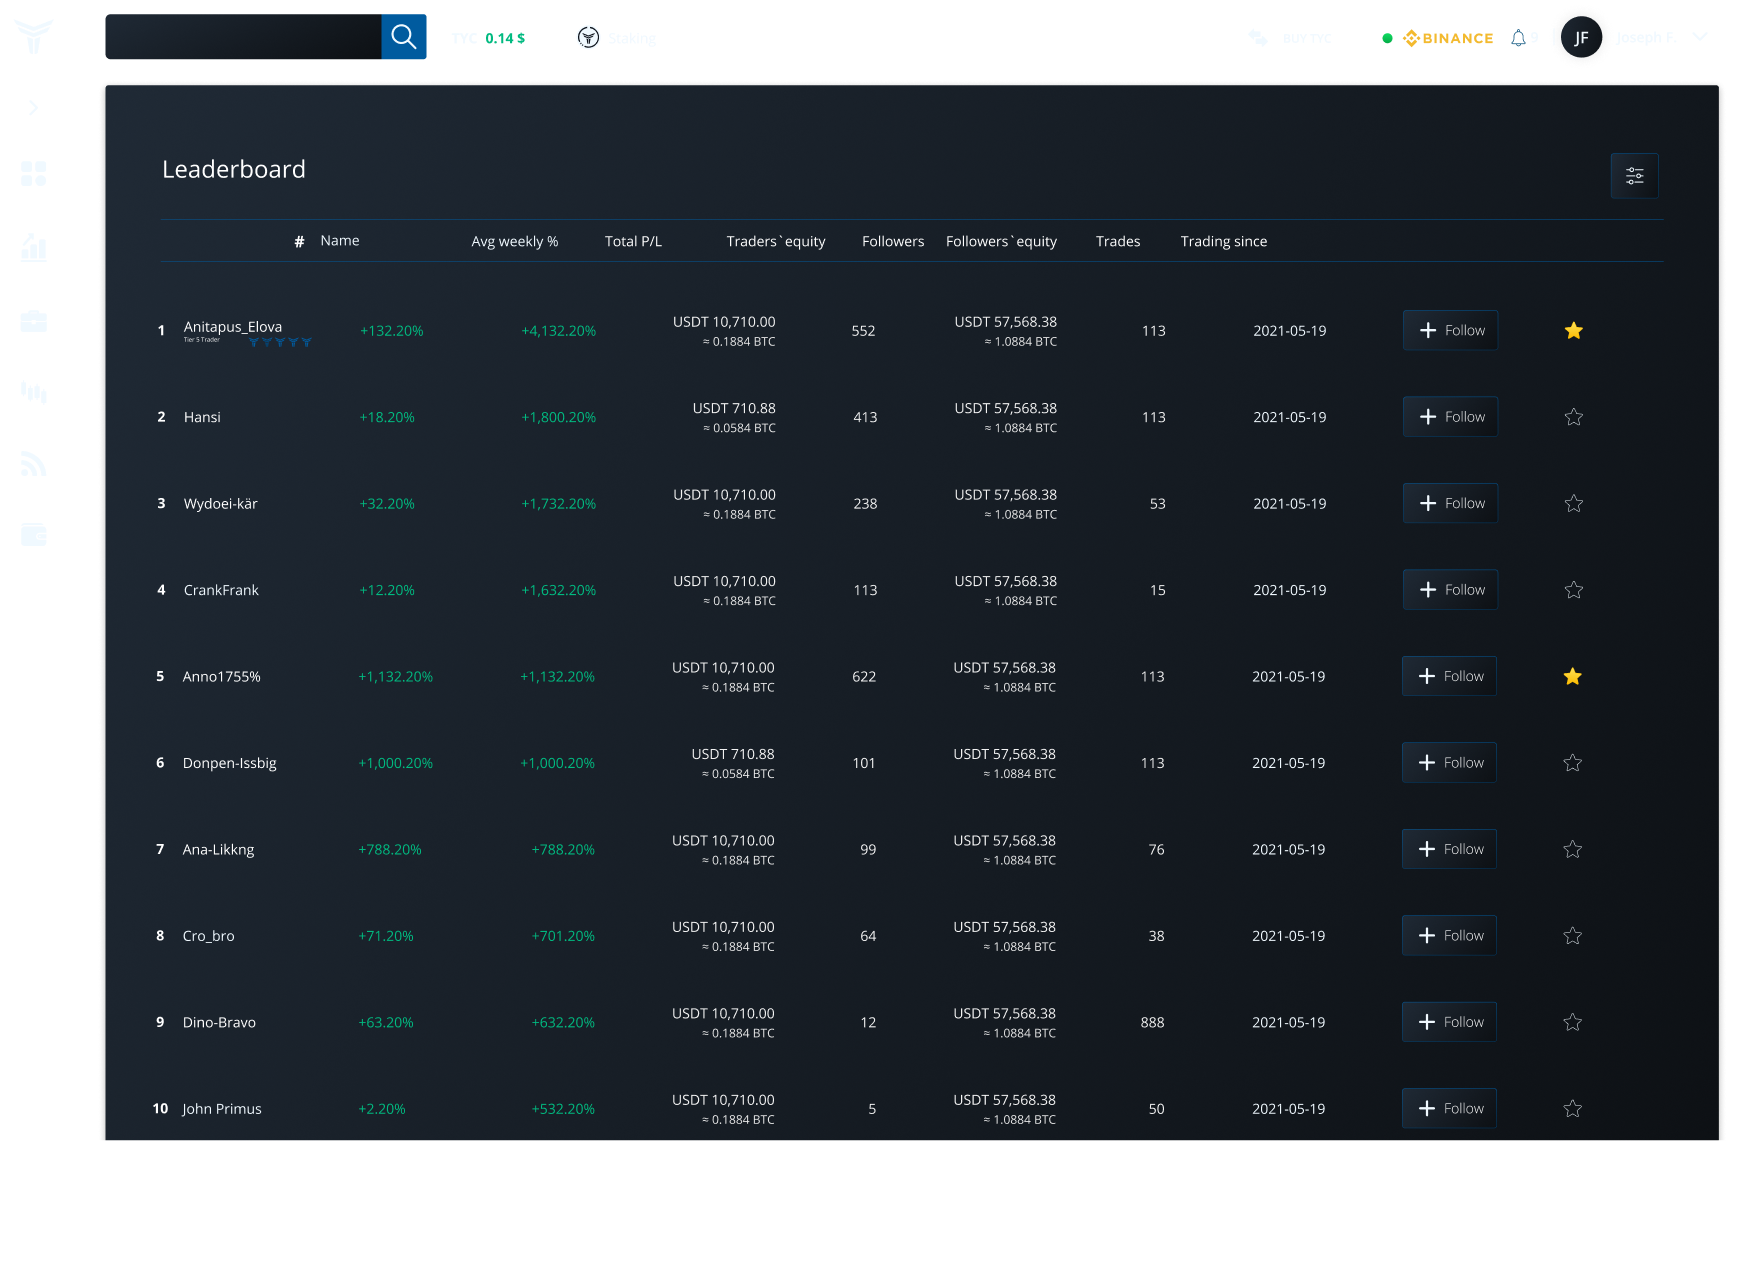 TYC 0.14 $ Staking BUY TYC BINANCE 9 JF Joseph F.
Leaderboard
# Name Avg weekly % Total P/L Traders`equity Followers Followers`equity Trades Trading since
1 Anitapus_Elova +132.20% +4,132.20% USDT 10,710.00 552 USDT 57,568.38 113 2021-05-19 Follow
Tier 5 Trader ≈ 0.1884 BTC ≈ 1.0884 BTC
2 Hansi +18.20% +1,800.20% USDT 710.88 413 USDT 57,568.38 113 2021-05-19 Follow
≈ 0.0584 BTC ≈ 1.0884 BTC
3 Wydoei-kär +32.20% +1,732.20% USDT 10,710.00 238 USDT 57,568.38 53 2021-05-19 Follow
≈ 0.1884 BTC ≈ 1.0884 BTC
4 CrankFrank +12.20% +1,632.20% USDT 10,710.00 113 USDT 57,568.38 15 2021-05-19 Follow
≈ 0.1884 BTC ≈ 1.0884 BTC
5 Anno1755% +1,132.20% +1,132.20% USDT 10,710.00 622 USDT 57,568.38 113 2021-05-19 Follow
≈ 0.1884 BTC ≈ 1.0884 BTC
6 Donpen-Issbig +1,000.20% +1,000.20% USDT 710.88 101 USDT 57,568.38 113 2021-05-19 Follow
≈ 0.0584 BTC ≈ 1.0884 BTC
7 Ana-Likkng +788.20% +788.20% USDT 10,710.00 99 USDT 57,568.38 76 2021-05-19 Follow
≈ 0.1884 BTC ≈ 1.0884 BTC
8 Cro_bro +71.20% +701.20% USDT 10,710.00 64 USDT 57,568.38 38 2021-05-19 Follow
≈ 0.1884 BTC ≈ 1.0884 BTC
9 Dino-Bravo +63.20% +632.20% USDT 10,710.00 12 USDT 57,568.38 888 2021-05-19 Follow
≈ 0.1884 BTC ≈ 1.0884 BTC
10 John Primus +2.20% +532.20% USDT 10,710.00 5 USDT 57,568.38 50 2021-05-19 Follow
≈ 0.1884 BTC ≈ 1.0884 BTC